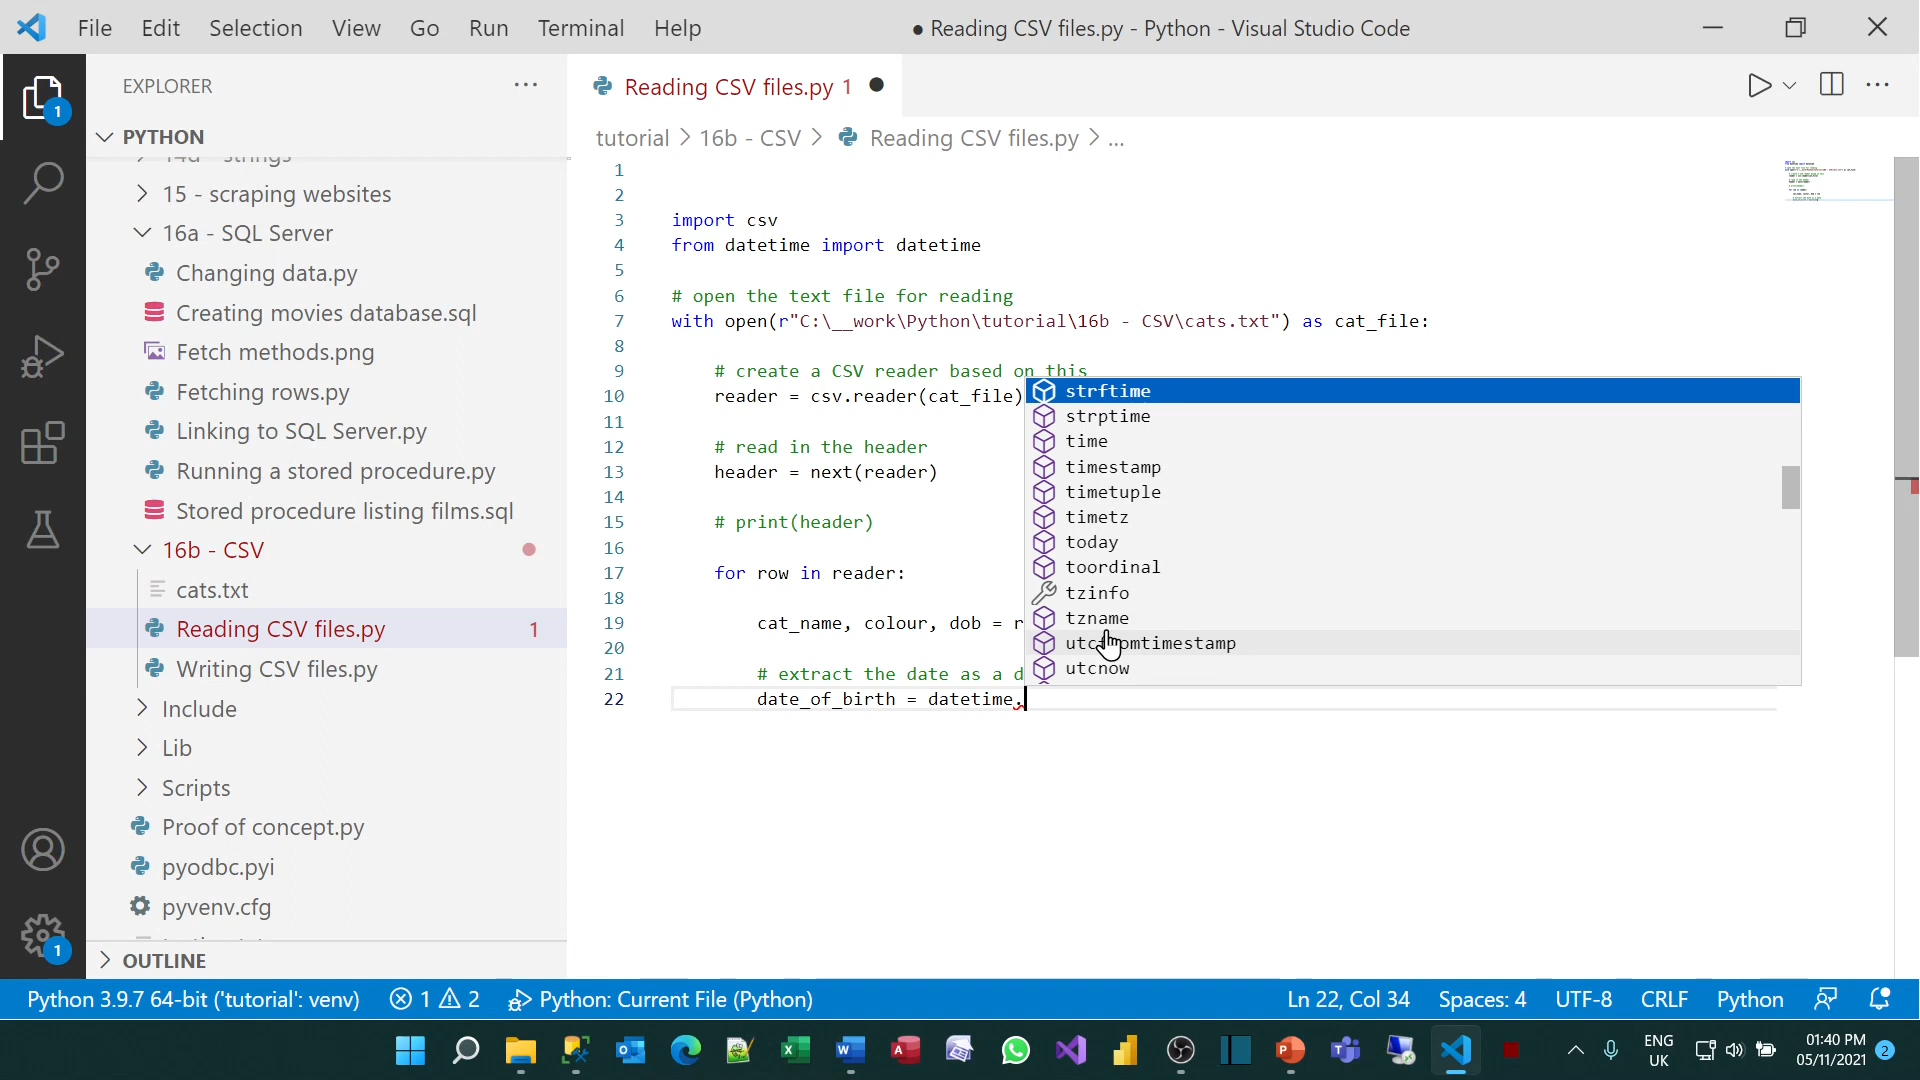 File Edit Selection View Go Run Terminal Help
● Reading CSV files.py - Python - Visual Studio Code
EXPLORER
PYTHON
14d - strings
15 - scraping websites
16a - SQL Server
Changing data.py
Creating movies database.sql
Fetch methods.png
Fetching rows.py
Linking to SQL Server.py
Running a stored procedure.py
Stored procedure listing films.sql
16b - CSV
cats.txt
Reading CSV files.py 1
Writing CSV files.py
Include
Lib
Scripts
Proof of concept.py
pyodbc.pyi
pyvenv.cfg
OUTLINE
1
1
Reading CSV files.py 1
tutorial > 16b - CSV > Reading CSV files.py > ...
1
2
3 import csv
4 from datetime import datetime
5
6 # open the text file for reading
7 with open(r"C:\__work\Python\tutorial\16b - CSV\cats.txt") as cat_file:
8
9 # create a CSV reader based on this
10 reader = csv.reader(cat_file)
11
12 # read in the header
13 header = next(reader)
14
15 # print(header)
16
17 for row in reader:
18
19 cat_name, colour, dob = r
20
21 # extract the date as a d
22 date_of_birth = datetime.
strftime
strptime
time
timestamp
timetuple
timetz
today
toordinal
tzinfo
tzname
utcfromtimestamp
utcnow
Python 3.9.7 64-bit ('tutorial': venv) 1 2 Python: Current File (Python) Ln 22, Col 34 Spaces: 4 UTF-8 CRLF Python
ENG
UK
01:40 PM
05/11/2021
2